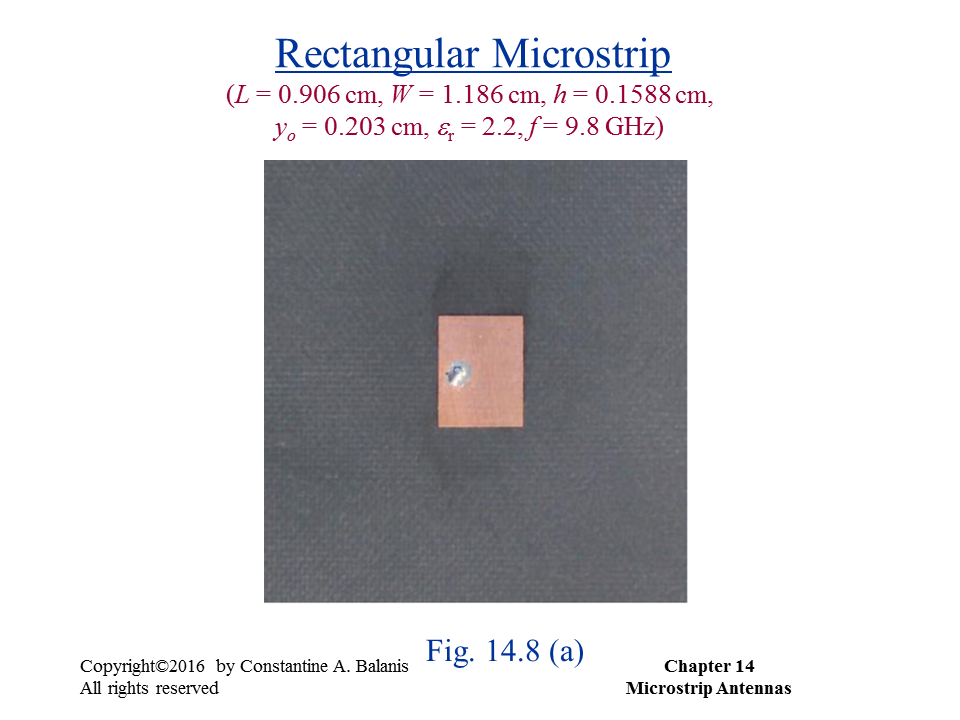 Rectangular Microstrip
(L = 0.906 cm, W = 1.186 cm, h = 0.1588 cm,
yₒ = 0.203 cm, εᵣ = 2.2, f = 9.8 GHz)
Fig. 14.8 (a)
Copyright©2016 by Constantine A. Balanis
All rights reserved
Chapter 14
Microstrip Antennas